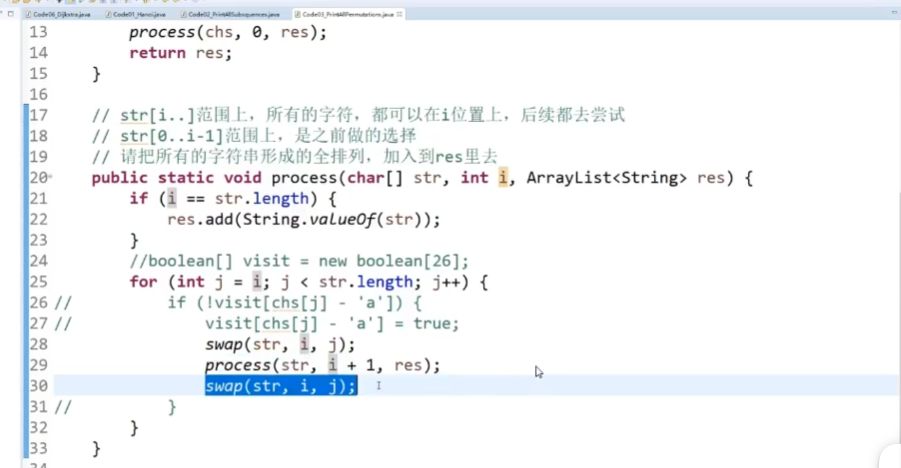 Code06_Dijkstra.java Code01_Hanoi.java Code02_PrintAllSubsquences.java Code03_PrintAllPermutations.java
13 process(chs, 0, res);
14 return res;
15 }
16
17 // str[i..]范围上，所有的字符，都可以在i位置上，后续都去尝试
18 // str[0..i-1]范围上，是之前做的选择
19 // 请把所有的字符串形成的全排列，加入到res里去
20 public static void process(char[] str, int i, ArrayList<String> res) {
21 if (i == str.length) {
22 res.add(String.valueOf(str));
23 }
24 //boolean[] visit = new boolean[26];
25 for (int j = i; j < str.length; j++) {
26 // if (!visit[chs[j] - 'a']) {
27 // visit[chs[j] - 'a'] = true;
28 swap(str, i, j);
29 process(str, i + 1, res);
30 swap(str, i, j);
31 // }
32 }
33 }